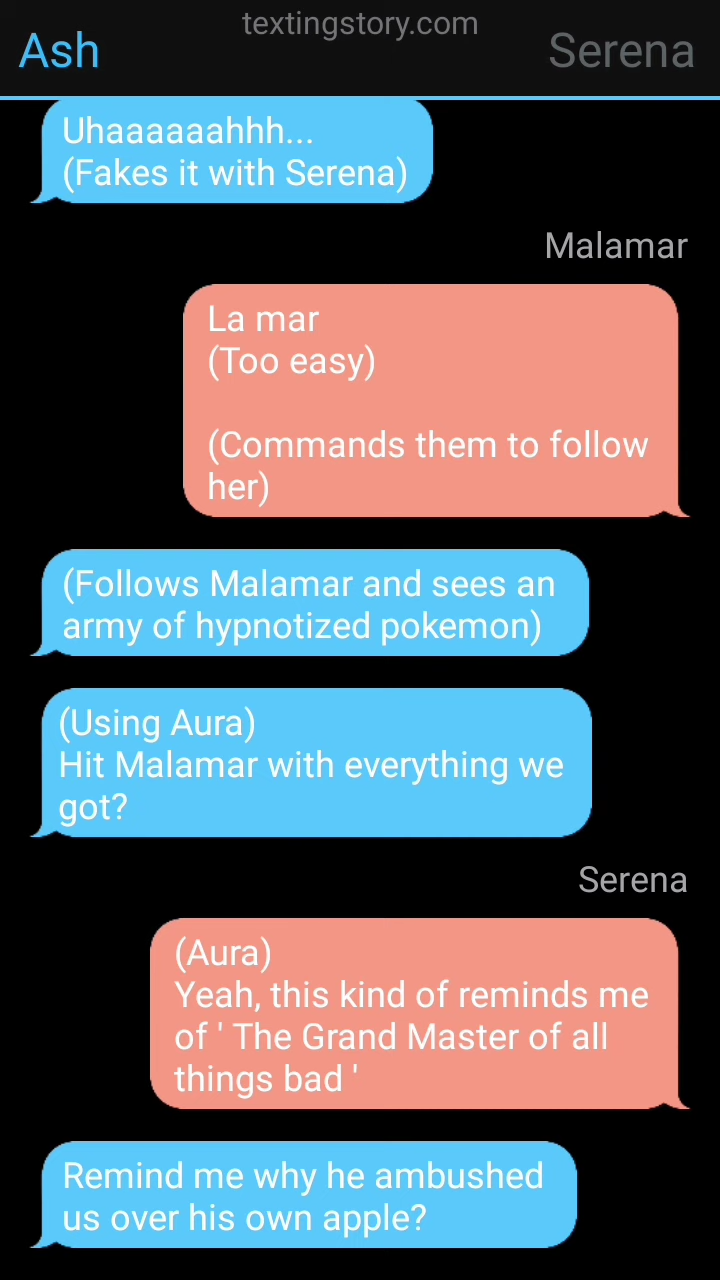 textingstory.com
Ash
Serena
Uhaaaaaahhh...
(Fakes it with Serena)
Malamar
La mar
(Too easy)
(Commands them to follow
her)
(Follows Malamar and sees an
army of hypnotized pokemon)
(Using Aura)
Hit Malamar with everything we
got?
Serena
(Aura)
Yeah, this kind of reminds me
of ' The Grand Master of all
things bad '
Remind me why he ambushed
us over his own apple?